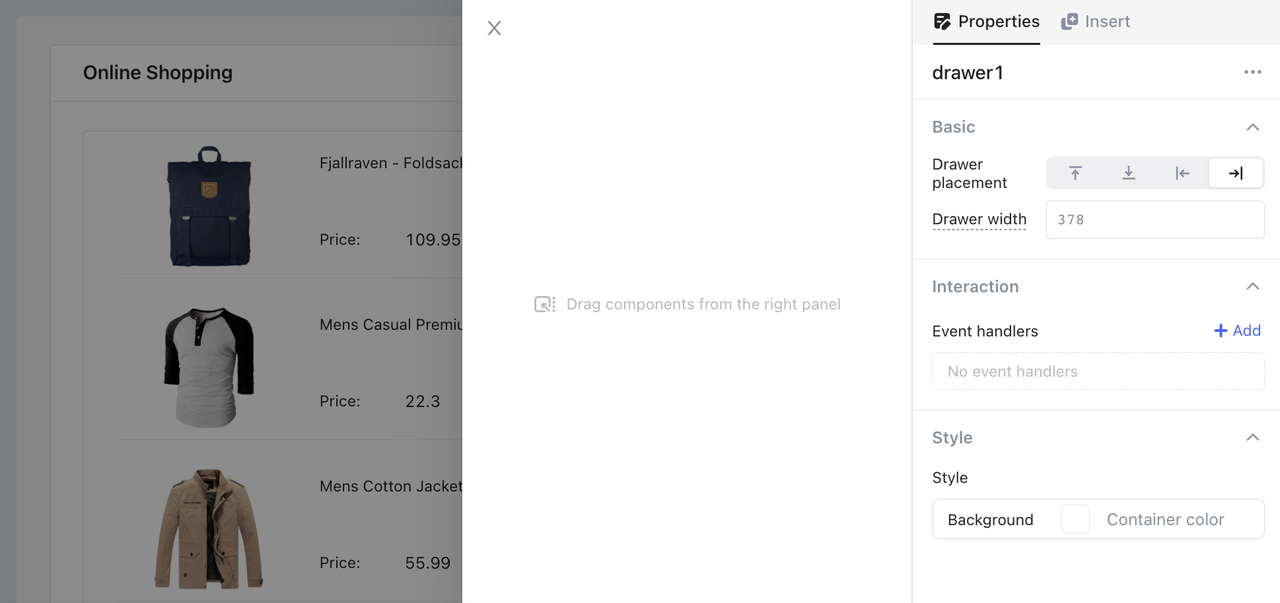 Online Shopping
Fjallraven - Foldsack
Price: 109.95
Mens Casual Premiu
Price: 22.3
Mens Cotton Jacket
Price: 55.99
Drag components from the right panel
Properties Insert
drawer1
Basic
Drawer
placement
Drawer width 378
Interaction
Event handlers + Add
No event handlers
Style
Style
Background Container color